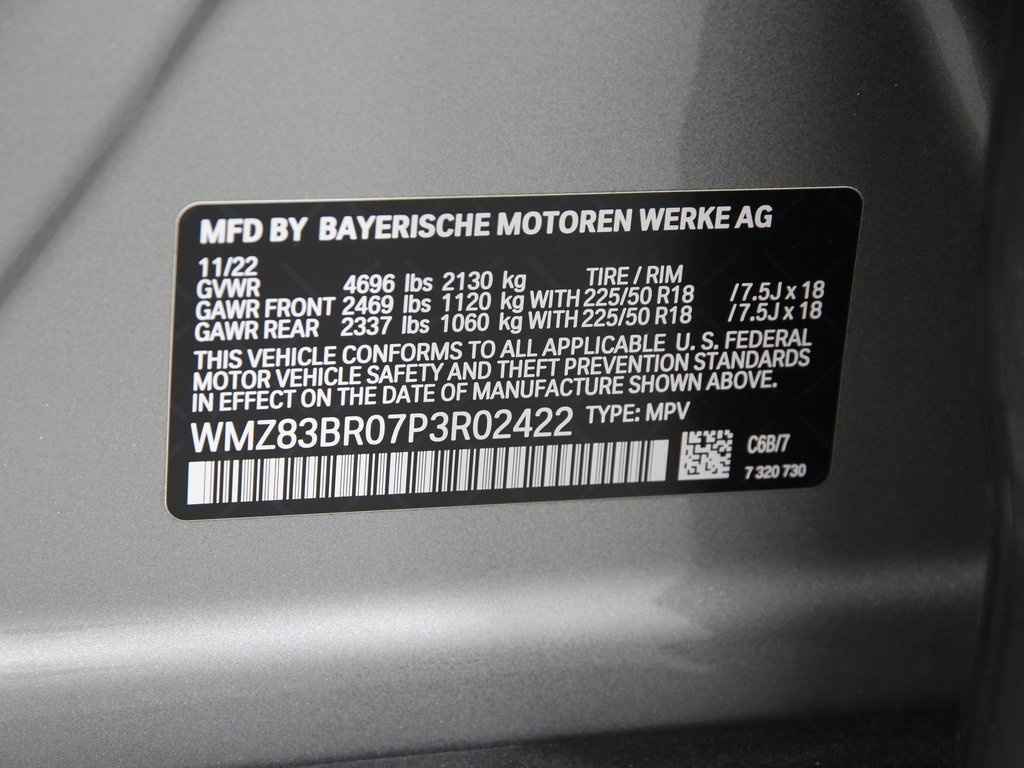 MFD BY BAYERISCHE MOTOREN WERKE AG
11/22
GVWR 4696 lbs 2130 kg TIRE / RIM
GAWR FRONT 2469 lbs 1120 kg WITH 225/50 R18 /7.5J x 18
GAWR REAR 2337 lbs 1060 kg WITH 225/50 R18 /7.5J x 18
THIS VEHICLE CONFORMS TO ALL APPLICABLE U. S. FEDERAL
MOTOR VEHICLE SAFETY AND THEFT PREVENTION STANDARDS
IN EFFECT ON THE DATE OF MANUFACTURE SHOWN ABOVE.
WMZ83BR07P3R02422 TYPE: MPV
C6B/7
7 320 730